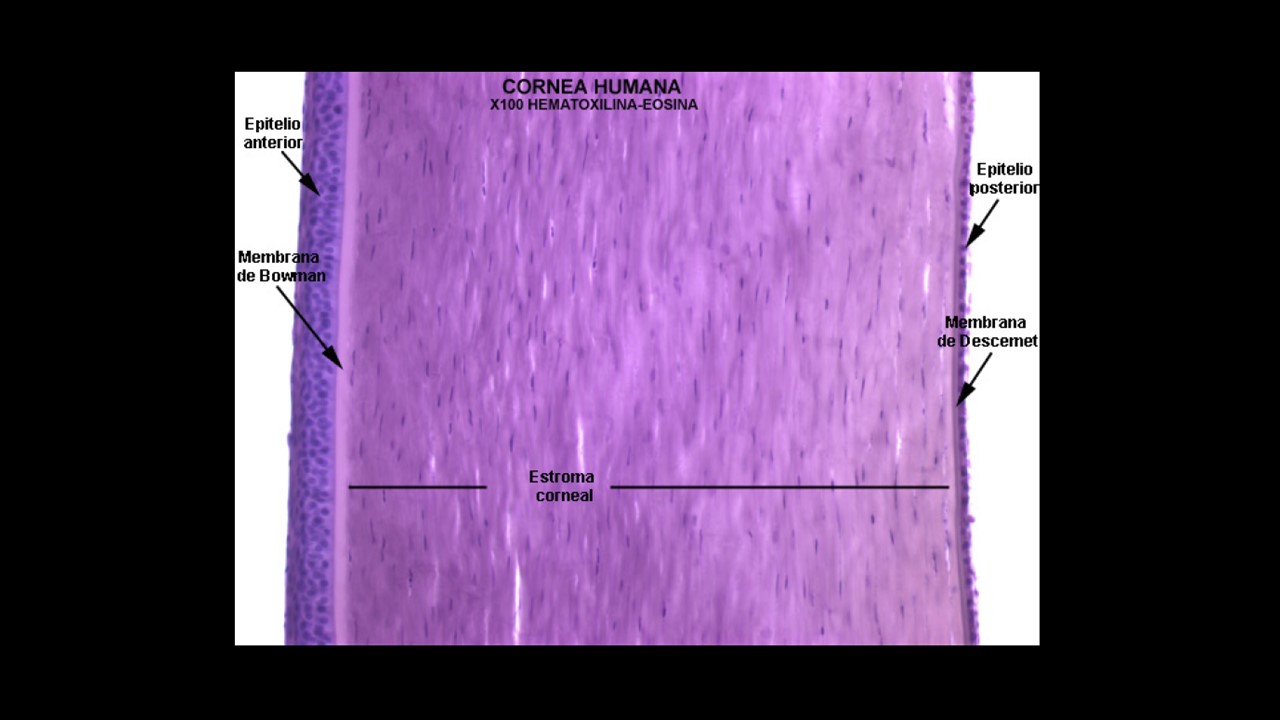 CORNEA HUMANA
X100 HEMATOXILINA-EOSINA
Epitelio
anterior
Membrana
de Bowman
Epitelio
posterior
Membrana
de Descemet
Estroma
corneal